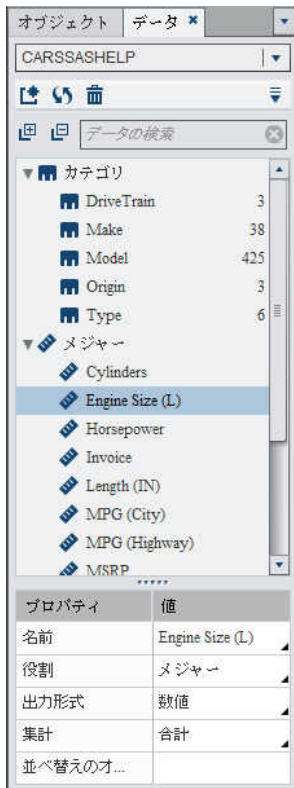 オブジェクト データ
CARSSASHELP
データの検索
カテゴリ
DriveTrain 3
Make 38
Model 425
Origin 3
Type 6
メジャー
Cylinders
Engine Size (L)
Horsepower
Invoice
Length (IN)
MPG (City)
MPG (Highway)
MSRP
プロパティ 値
名前 Engine Size (L)
役割 メジャー
出力形式 数値
集計 合計
並べ替えのオ...